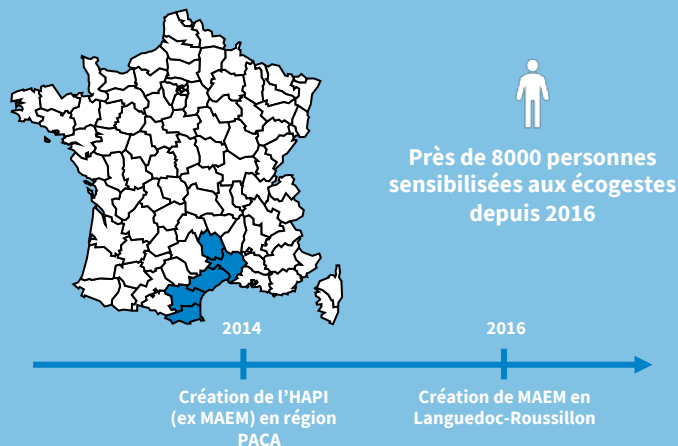 Près de 8000 personnes
sensibilisées aux écogestes
depuis 2016
2014
2016
Création de l’HAPI
(ex MAEM) en région
PACA
Création de MAEM en
Languedoc-Roussillon